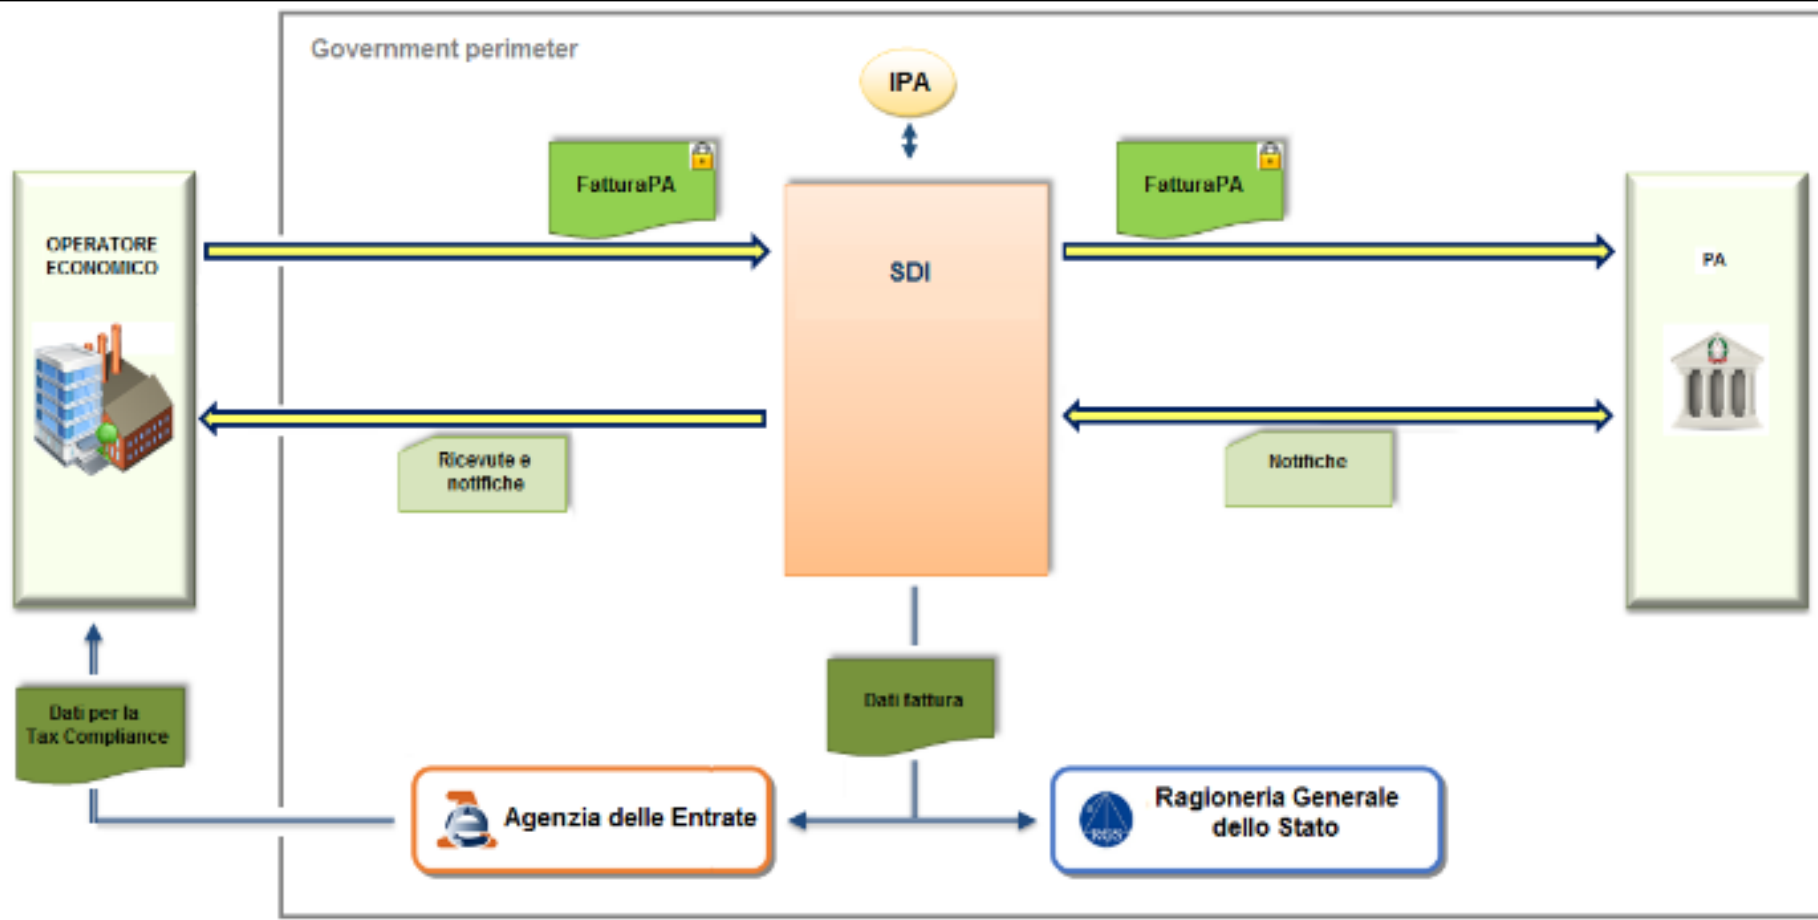 Government perimeter
IPA
FatturaPA
FatturaPA
OPERATORE
ECONOMICO
SDI
PA
Ricevute e
notifiche
Notifiche
Dati fattura
Dati per la
Tax Compliance
Agenzia delle Entrate
Ragioneria Generale
dello Stato
RGS